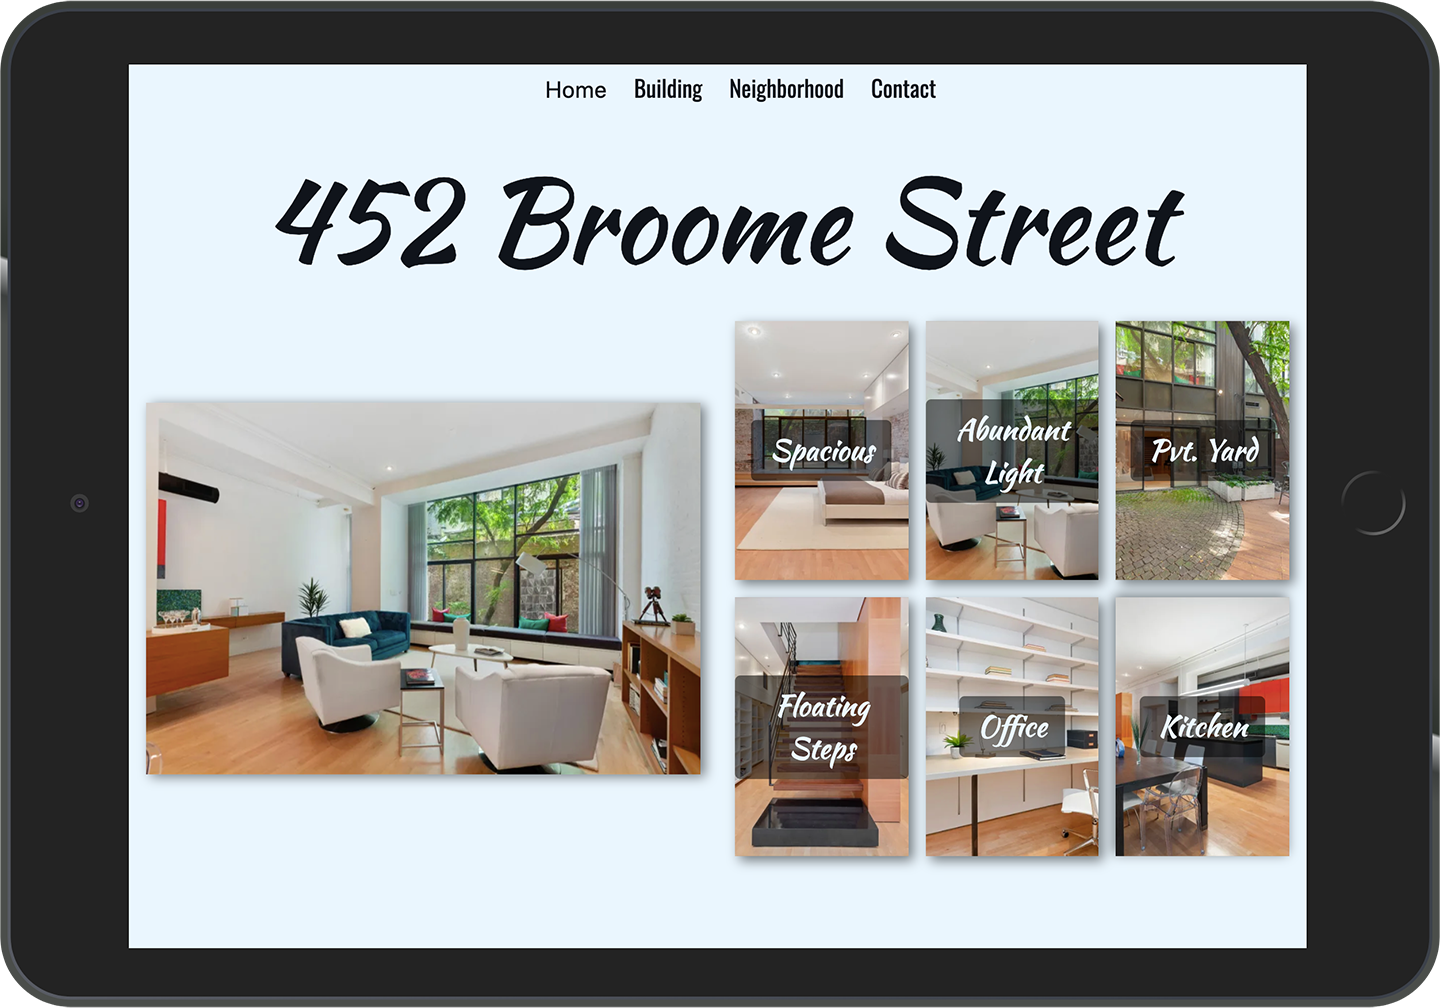 Home Building Neighborhood Contact
452 Broome Street
Spacious
Abundant
Light
Pvt. Yard
Floating
Steps
Office
Kitchen